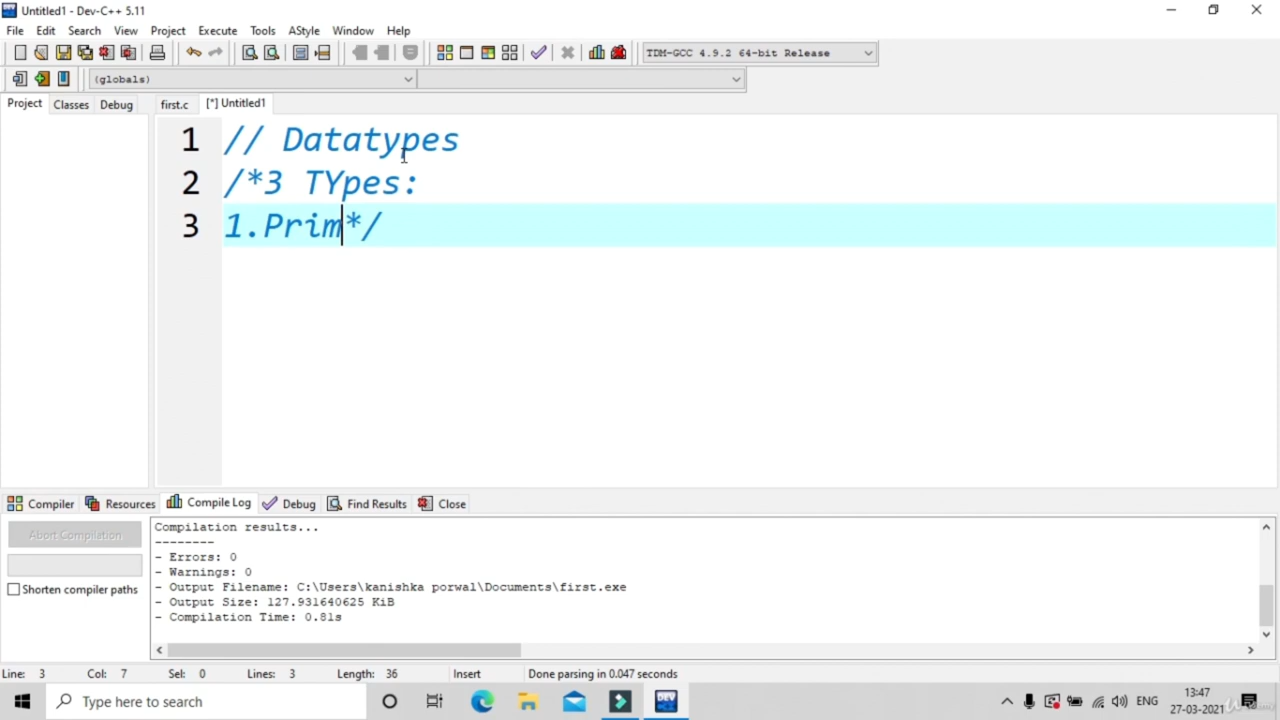 Untitled1 - Dev-C++ 5.11
File Edit Search View Project Execute Tools AStyle Window Help
TDM-GCC 4.9.2 64-bit Release
(globals)
Project Classes Debug first.c [*] Untitled1
1 // Datatypes
2 /*3 TYpes:
3 1.Prim*/
Compiler Resources Compile Log Debug Find Results Close
Abort Compilation
Shorten compiler paths
Compilation results...
--------
- Errors: 0
- Warnings: 0
- Output Filename: C:\Users\kanishka porwal\Documents\first.exe
- Output Size: 127.931640625 KiB
- Compilation Time: 0.81s
Line: 3 Col: 7 Sel: 0 Lines: 3 Length: 36 Insert Done parsing in 0.047 seconds
Type here to search
DEV
ENG
13:47
27-03-2021
Udemy